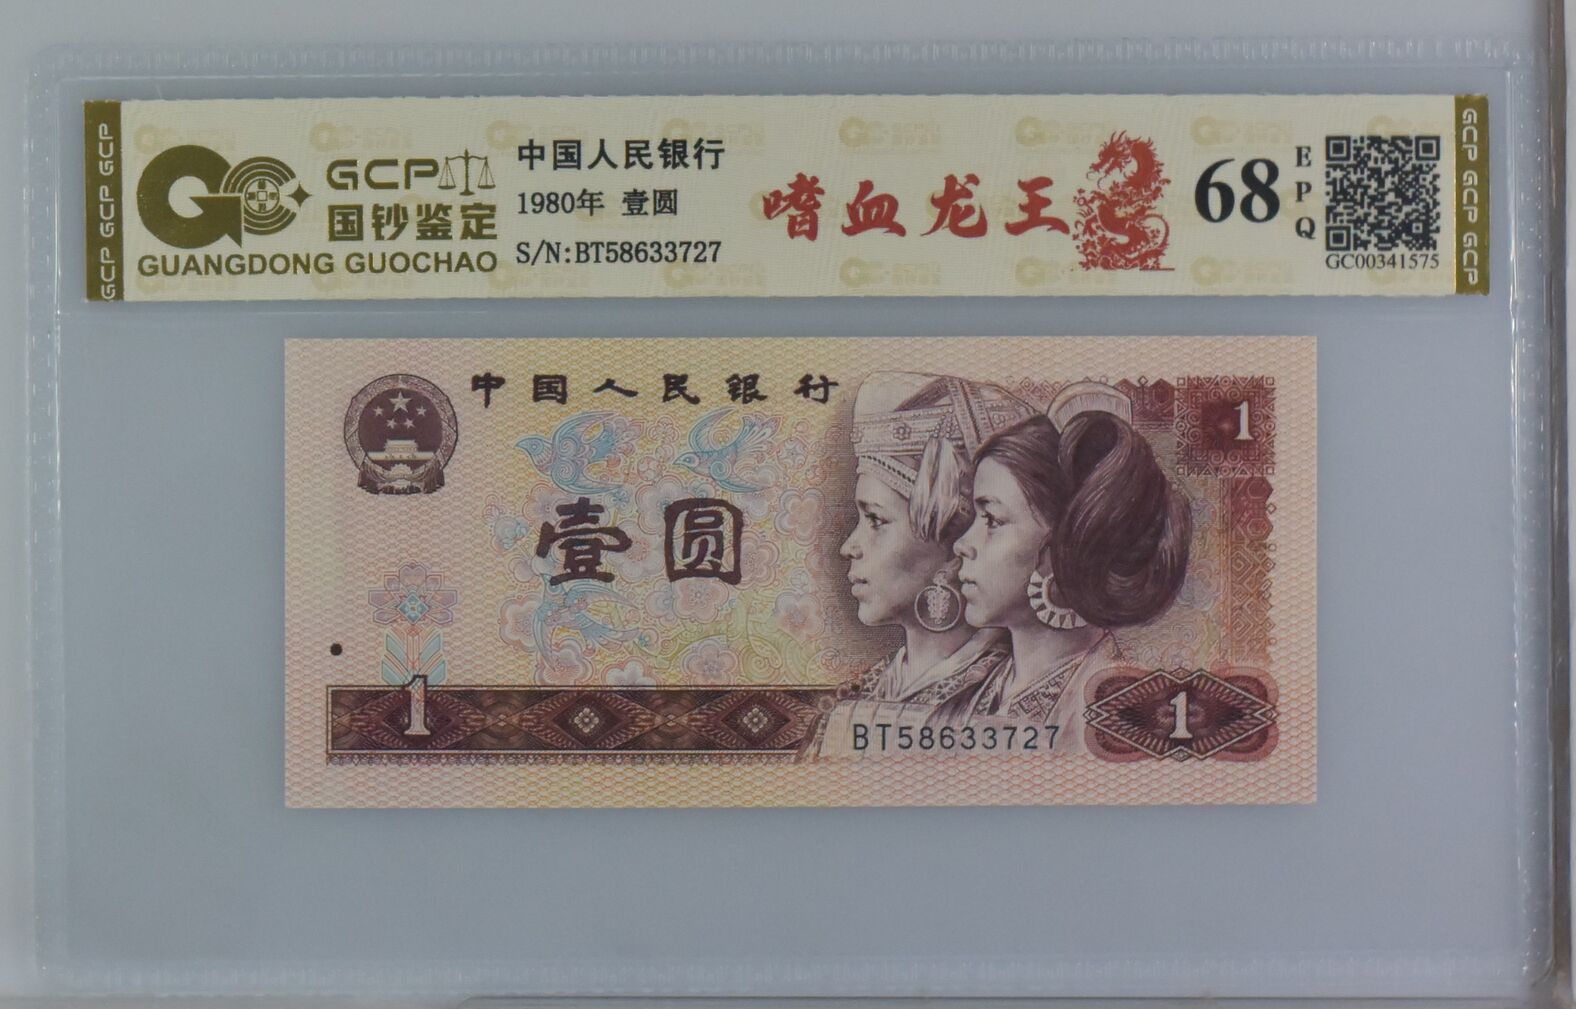 GCP GCP GCP
GCP
国钞鉴定
GUANGDONG GUOCHAO
中国人民银行
1980年 壹圆
S/N:BT58633727
嗜血龙王
68
EPQ
GC00341575
GCP GCP GCP
中国人民银行
1
壹圆
1
BT58633727
1